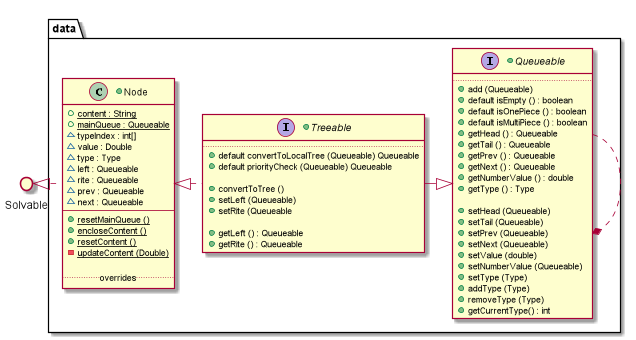 data
C Node
content : String
mainQueue : Queueable
typeIndex : int[]
value : Double
type : Type
left : Queueable
rite : Queueable
prev : Queueable
next : Queueable
resetMainQueue ()
encloseContent ()
resetContent ()
updateContent (Double)
overrides
Solvable
I Treeable
default convertToLocalTree (Queueable) Queueable
default priorityCheck (Queueable) Queueable
convertToTree ()
setLeft (Queueable)
setRite (Queueable
getLeft () : Queueable
getRite () : Queueable
I Queueable
add (Queueable)
default isEmpty () : boolean
default isOnePiece () : boolean
default isMultiPiece () : boolean
getHead () : Queueable
getTail () : Queueable
getPrev () : Queueable
getNext () : Queueable
getNumberValue () : double
getType () : Type
setHead (Queueable)
setTail (Queueable)
setPrev (Queueable)
setNext (Queueable)
setValue (double)
setNumberValue (Queueable)
setType (Type)
addType (Type)
removeType (Type)
getCurrentType() : int